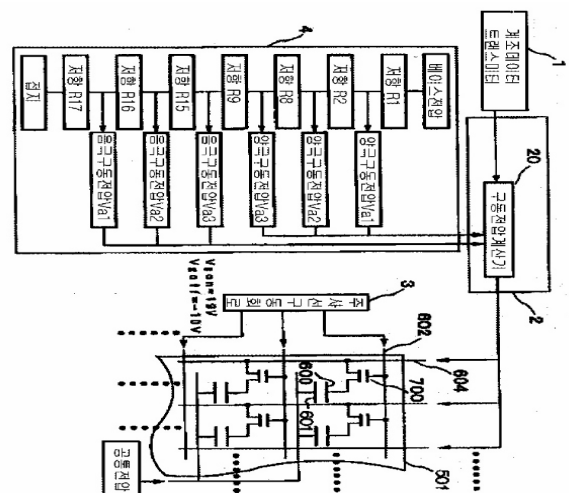 4
접지
저항 R17
저항 R16
저항 R15
저항 R9
저항 R8
저항 R2
저항 R1
베이스전압
음극구동전압Va1
음극구동전압Va2
음극구동전압Va3
양극구동전압Va3
양극구동전압Va2
양극구동전압Va1
1
계조데이터
트랜스미터
20
구동전압계산기
2
Vgon=19V
Vgoff=-10V
주사선구동회로
3
602
604
600
601
700
501
공통전압